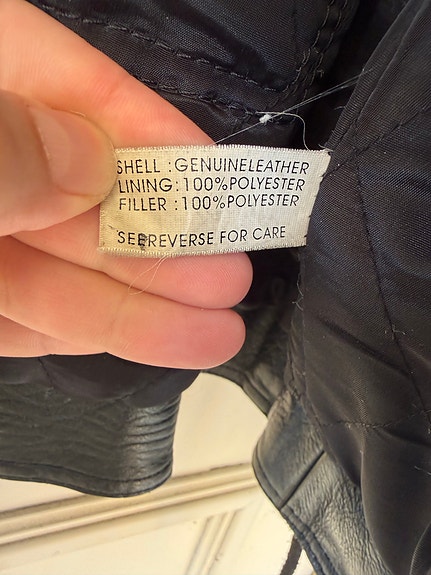 SHELL :GENUINELEATHER
LINING:100%POLYESTER
FILLER :100%POLYESTER
SEEREVERSE FOR CARE